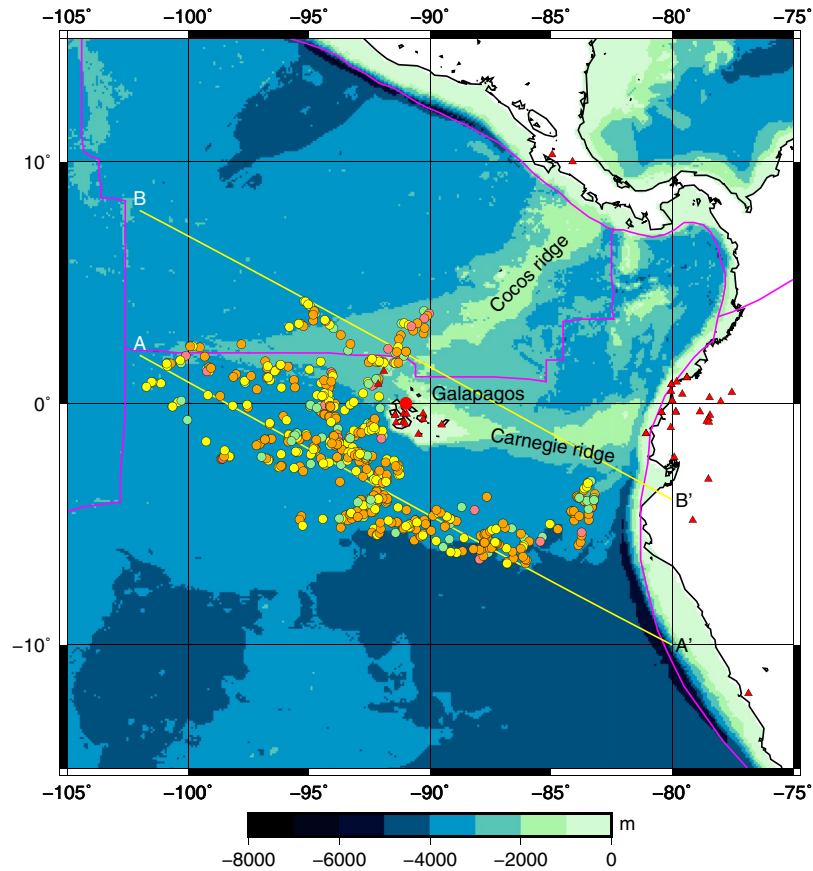 −105˚ −100˚ −95˚ −90˚ −85˚ −80˚ −75˚
10˚
B
Cocos ridge
A
Galapagos
0˚
Carnegie ridge
B'
−10˚
A'
−105˚ −100˚ −95˚ −90˚ −85˚ −80˚ −75˚
m
−8000 −6000 −4000 −2000 0